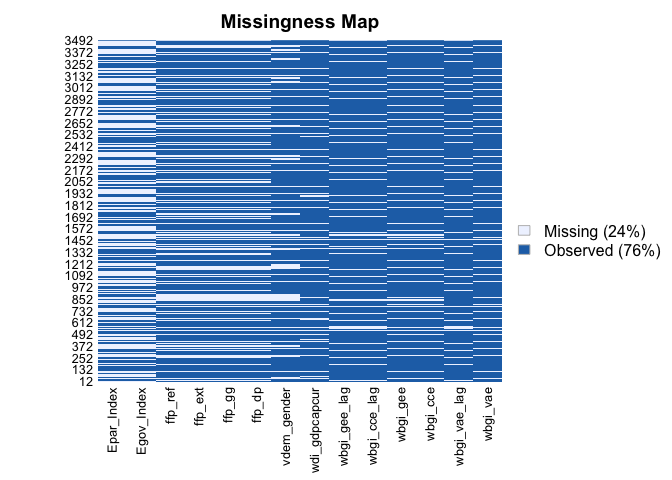 Missingness Map
3492
3372
3252
3132
3012
2892
2772
2652
2532
2412
2292
2172
2052
1932
1812
1692
1572
1452
1332
1212
1092
972
852
732
612
492
372
252
132
12
Missing (24%)
Observed (76%)
Epar_Index
Egov_Index
ffp_ref
ffp_ext
ffp_gg
ffp_dp
vdem_gender
wdi_gdpcapcur
wbgi_gee_lag
wbgi_cce_lag
wbgi_gee
wbgi_cce
wbgi_vae_lag
wbgi_vae